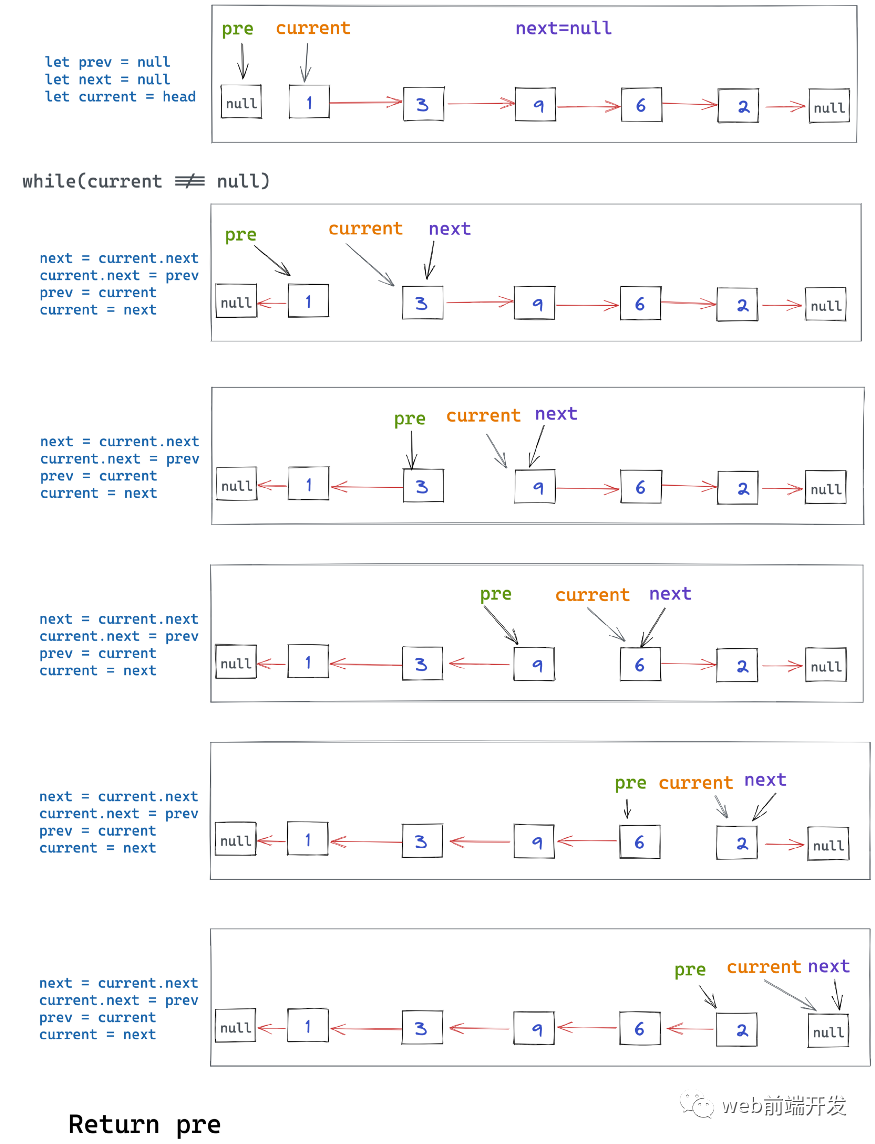 pre current next=null
let prev = null
let next = null
let current = head
null 1 3 9 6 2 null
while(current ≢ null)
pre current next
next = current.next
current.next = prev
prev = current
current = next
null 1 3 9 6 2 null
pre current next
next = current.next
current.next = prev
prev = current
current = next
null 1 3 9 6 2 null
pre current next
next = current.next
current.next = prev
prev = current
current = next
null 1 3 9 6 2 null
pre current next
next = current.next
current.next = prev
prev = current
current = next
null 1 3 9 6 2 null
pre current next
next = current.next
current.next = prev
prev = current
current = next
null 1 3 9 6 2 null
web前端开发
Return pre